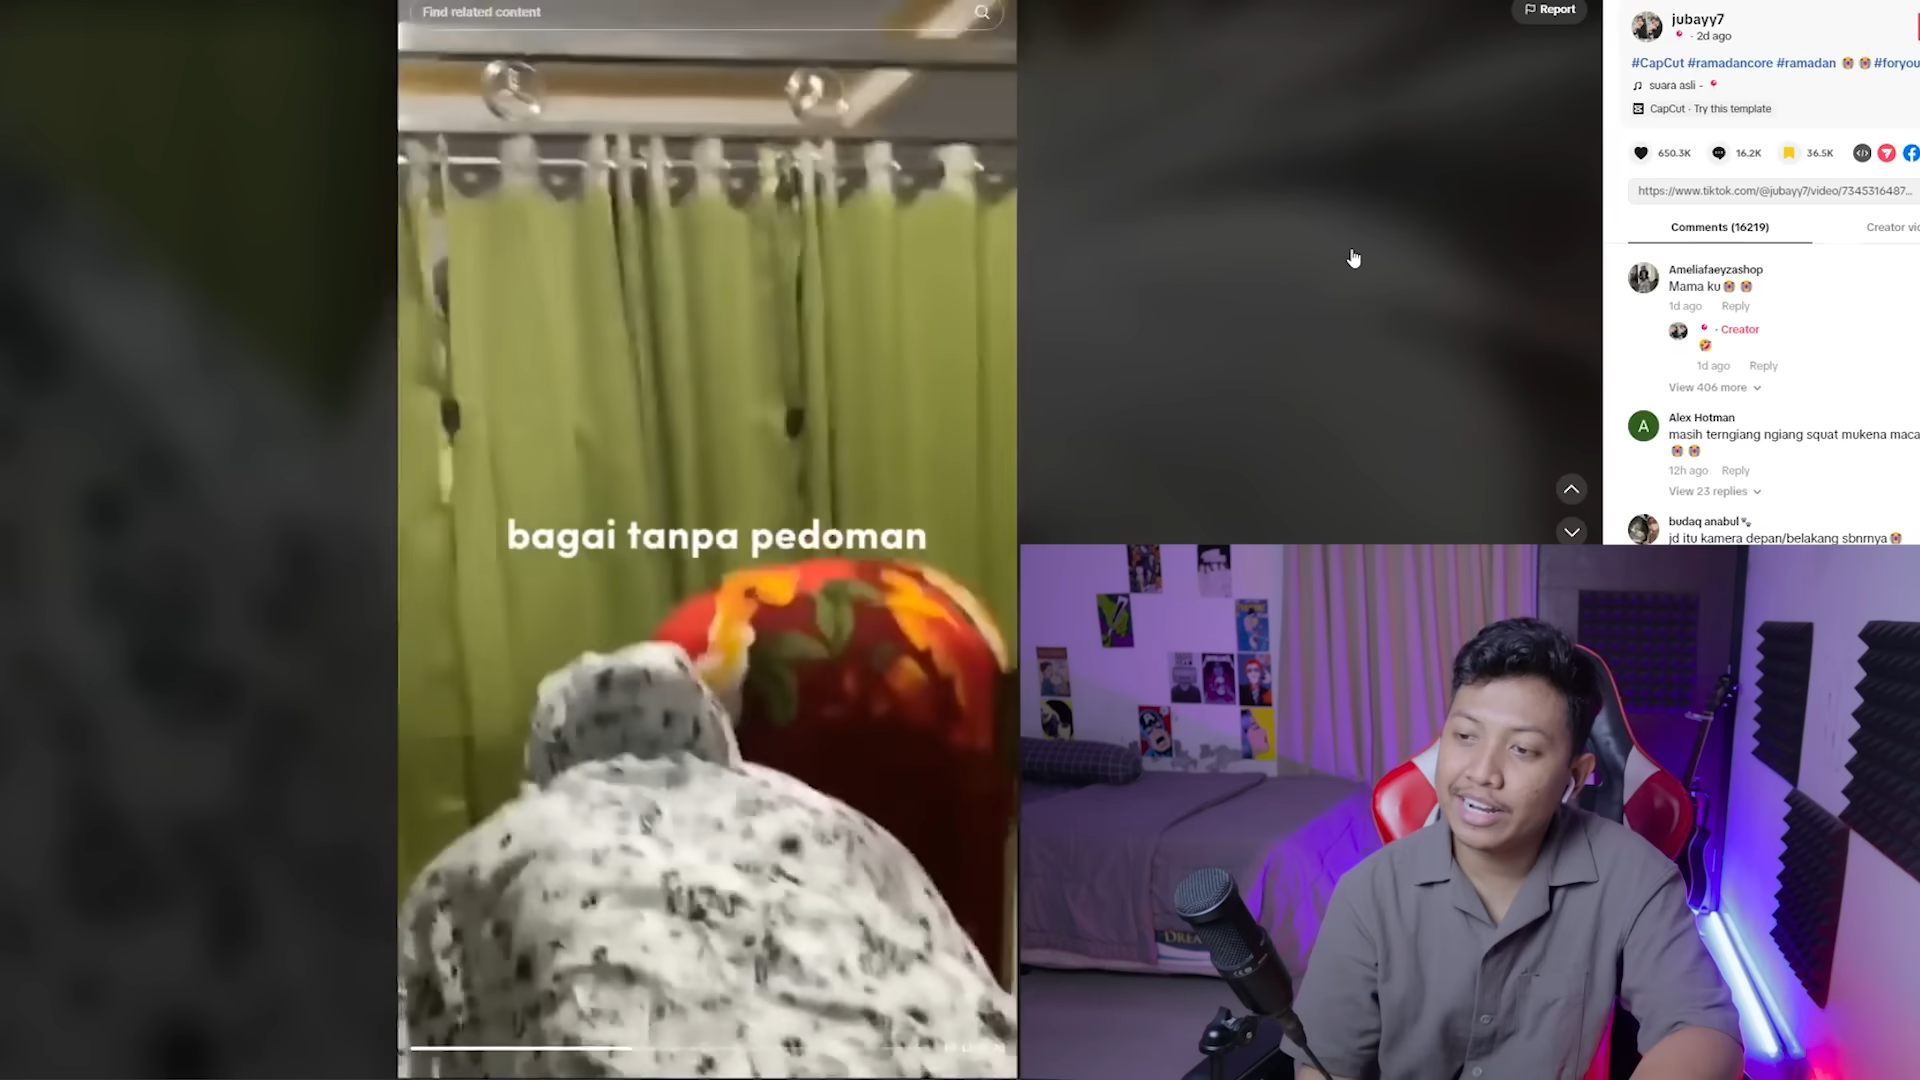 Find related content
Report
jubayy7
· 2d ago
#CapCut #ramadancore #ramadan #foryou
suara asli -
CapCut · Try this template
650.3K 16.2K 36.5K
https://www.tiktok.com/@jubayy7/video/7345316487...
Comments (16219) Creator
Ameliafaeyzashop
Mama ku
1d ago Reply
· Creator
1d ago Reply
View 406 more
A
Alex Hotman
masih terngiang ngiang squat mukena
12h ago Reply
View 23 replies
budaq anabul
jd itu kamera depan/belakang sbnrnya
bagai tanpa pedoman